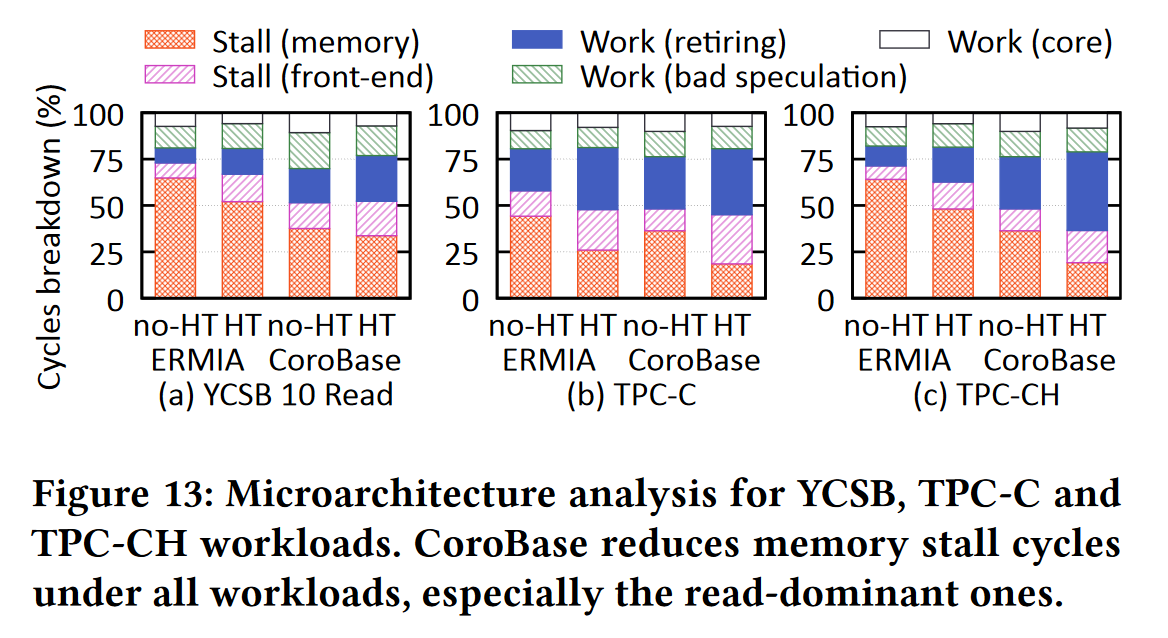 Stall (memory) Work (retiring) Work (core)
Stall (front-end) Work (bad speculation)
Cycles breakdown (%)
100 100 100
75 75 75
50 50 50
25 25 25
0 0 0
no-HT HT no-HT HT no-HT HT no-HT HT no-HT HT no-HT HT
ERMIA CoroBase ERMIA CoroBase ERMIA CoroBase
(a) YCSB 10 Read (b) TPC-C (c) TPC-CH
Figure 13: Microarchitecture analysis for YCSB, TPC-C and
TPC-CH workloads. CoroBase reduces memory stall cycles
under all workloads, especially the read-dominant ones.